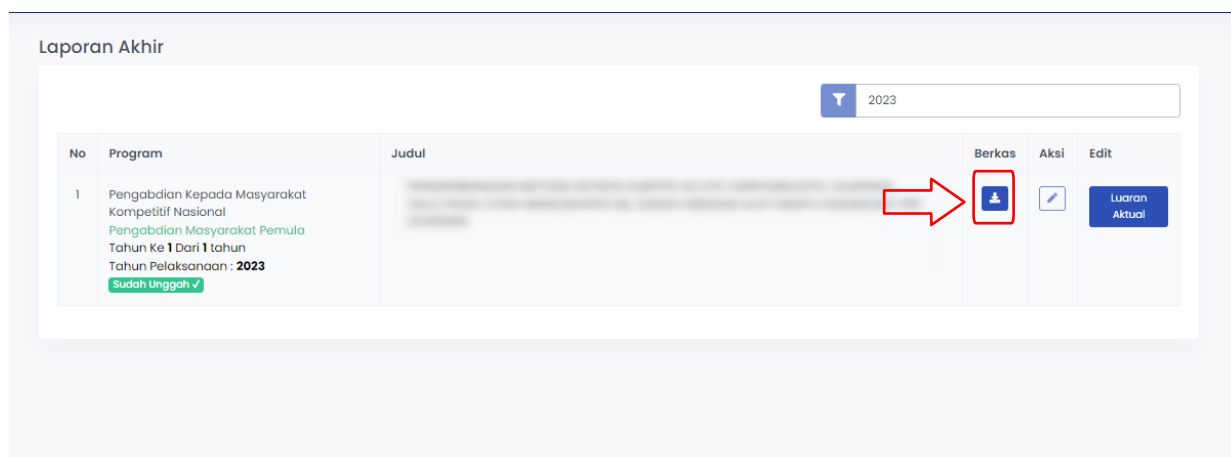 Laporan Akhir
2023
No Program Judul Berkas Aksi Edit
1 Pengabdian Kepada Masyarakat
Kompetitif Nasional
Pengabdian Masyarakat Pemula
Tahun Ke 1 Dari 1 tahun
Tahun Pelaksanaan : 2023
Sudah Unggah ✓
Luaran
Aktual